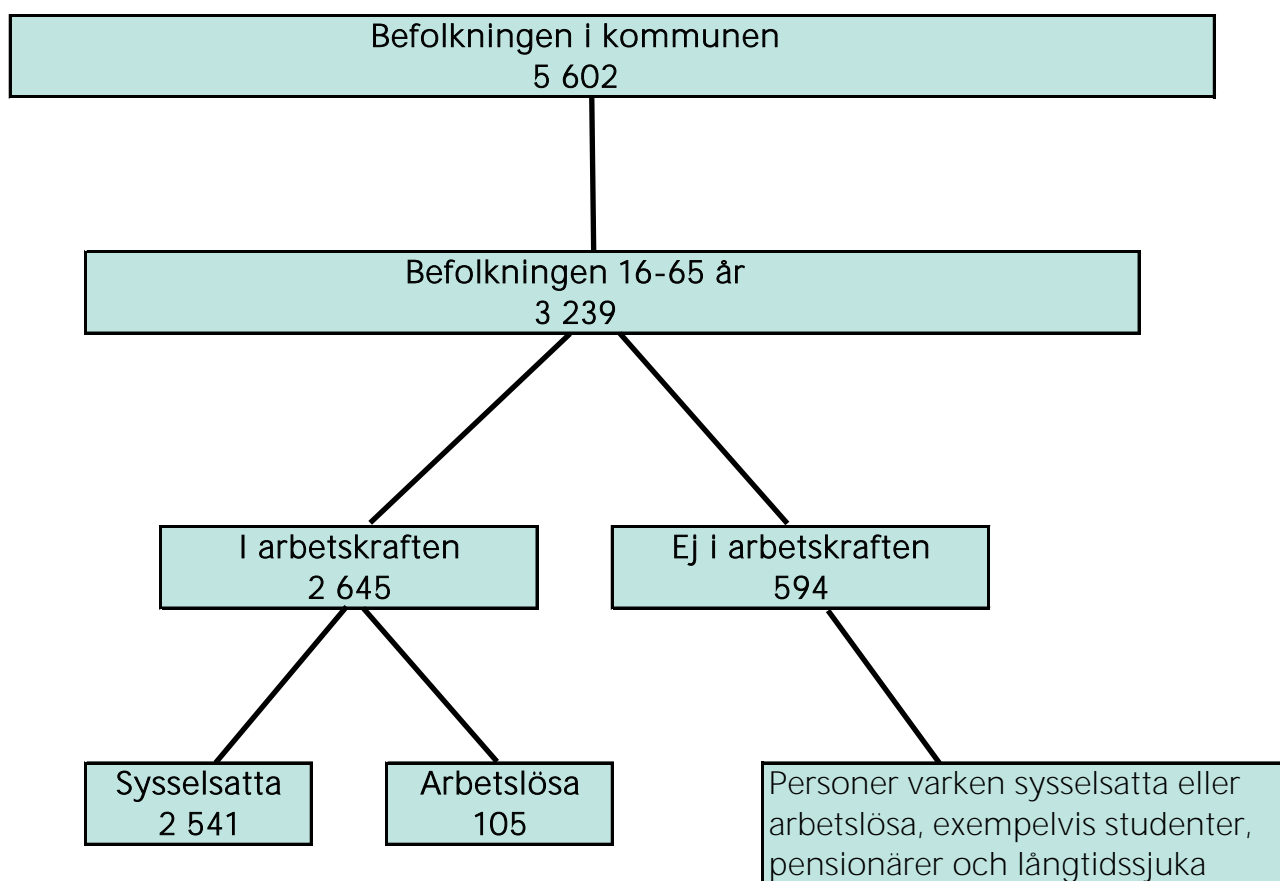 Befolkningen i kommunen
5 602
Befolkningen 16-65 år
3 239
I arbetskraften
2 645
Ej i arbetskraften
594
Sysselsatta
2 541
Arbetslösa
105
Personer varken sysselsatta eller
arbetslösa, exempelvis studenter,
pensionärer och långtidssjuka